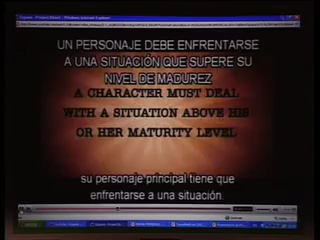 UN PERSONAJE DEBE ENFRENTARSE
A UNA SITUACIÓN QUE SUPERE SU
NIVEL DE MADUREZ
A CHARACTER MUST DEAL
WITH A SITUATION ABOVE HIS
OR HER MATURITY LEVEL
su personaje principal tiene que
enfrentarse a una situación.